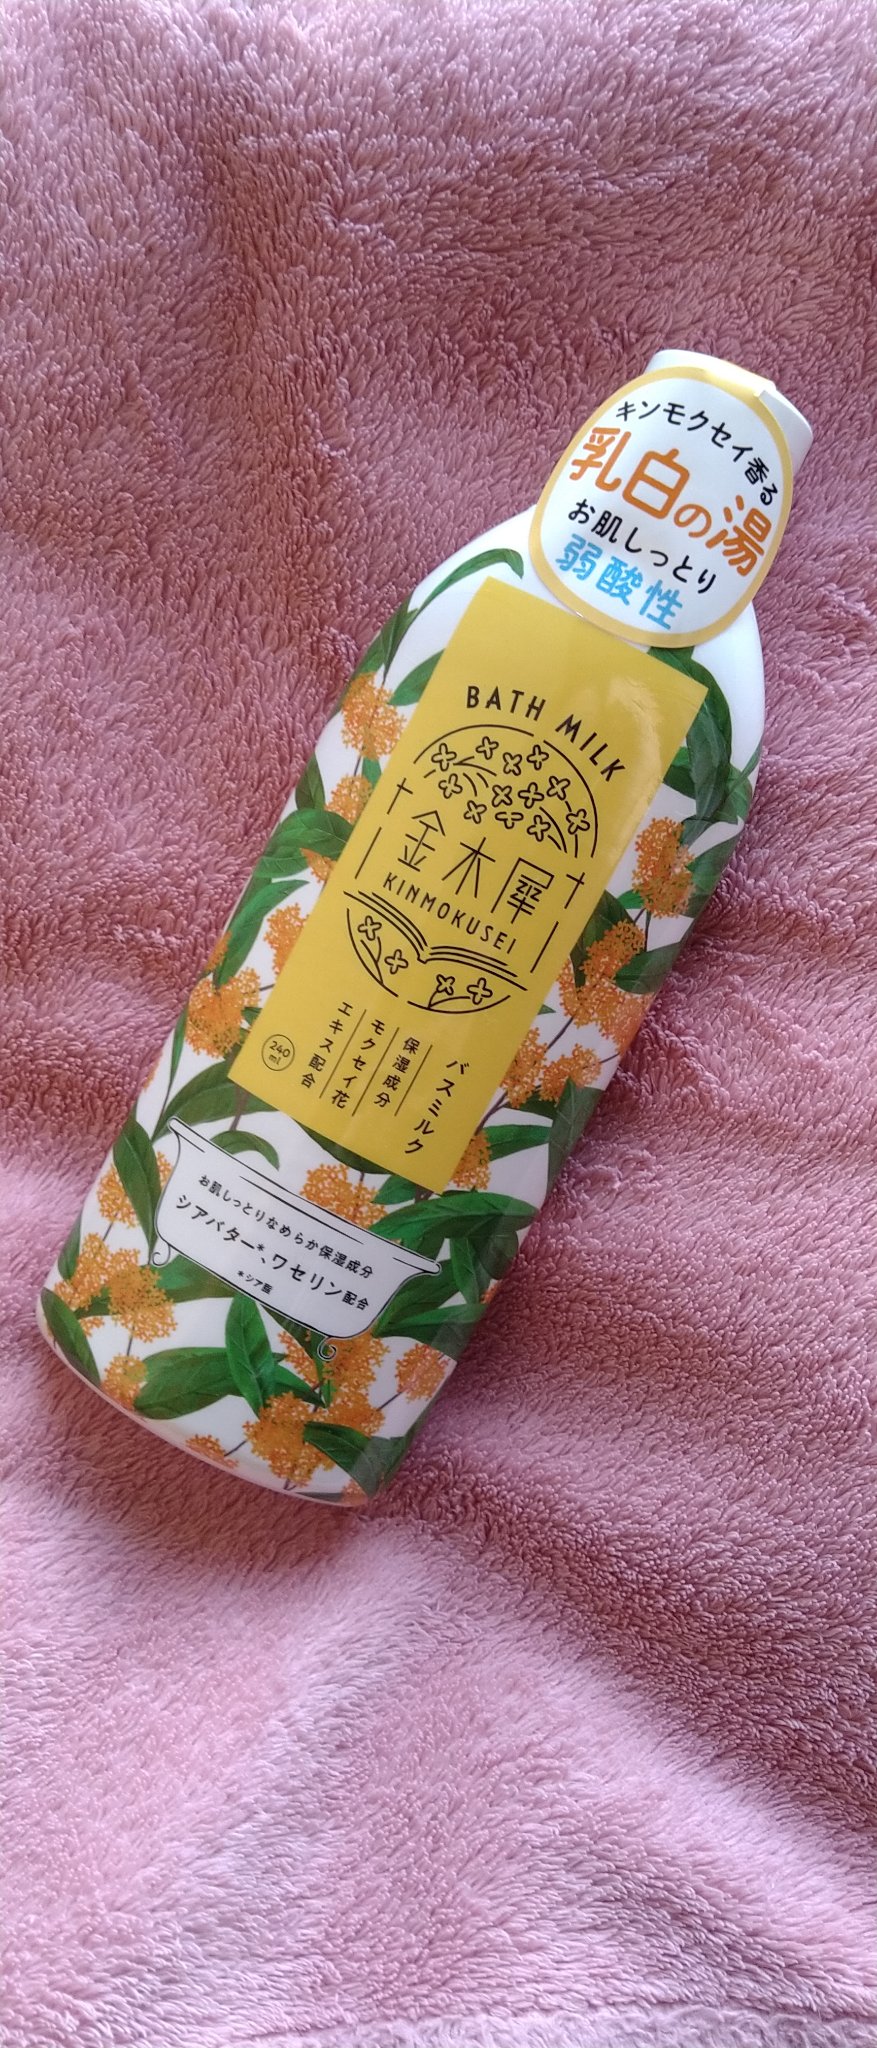 キンモクセイ香る
乳白の湯
お肌しっとり
弱酸性
BATH MILK
金木犀
KINMOKUSEI
バスミルク
保湿成分
モクセイ花
エキス配合
240
ml
お肌しっとりなめらか保湿成分
シアバター*、ワセリン配合
*シア脂